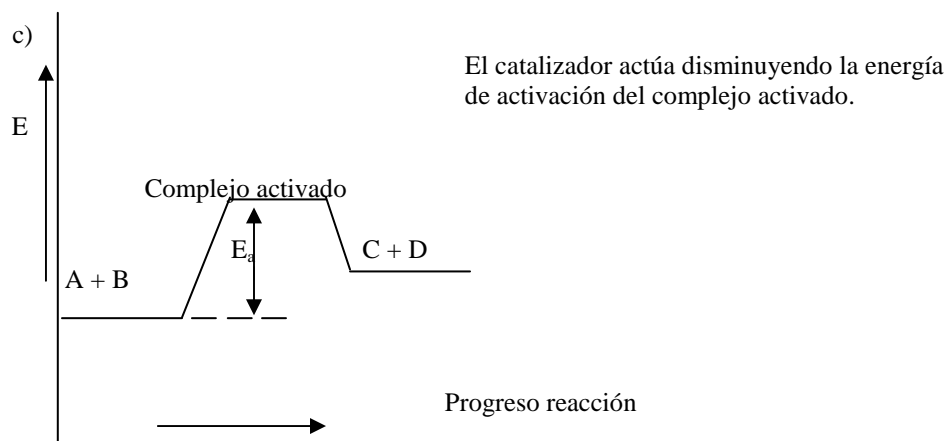 c)
El catalizador actúa disminuyendo la energía
de activación del complejo activado.
E
Complejo activado
Eₐ
C + D
A + B
Progreso reacción